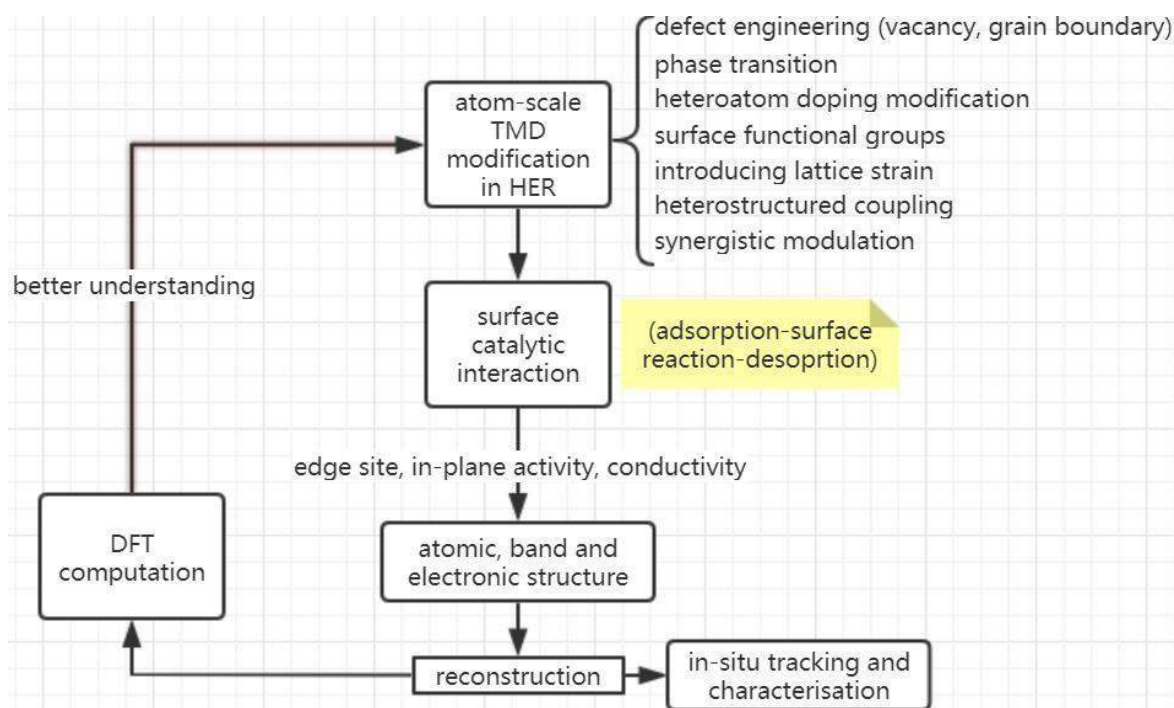 defect engineering (vacancy, grain boundary)
phase transition
heteroatom doping modification
surface functional groups
introducing lattice strain
heterostructured coupling
synergistic modulation
atom-scale
TMD
modification
in HER
better understanding
surface
catalytic
interaction
(adsorption-surface
reaction-desoprtion)
edge site, in-plane activity, conductivity
DFT
computation
atomic, band and
electronic structure
reconstruction
in-situ tracking and
characterisation